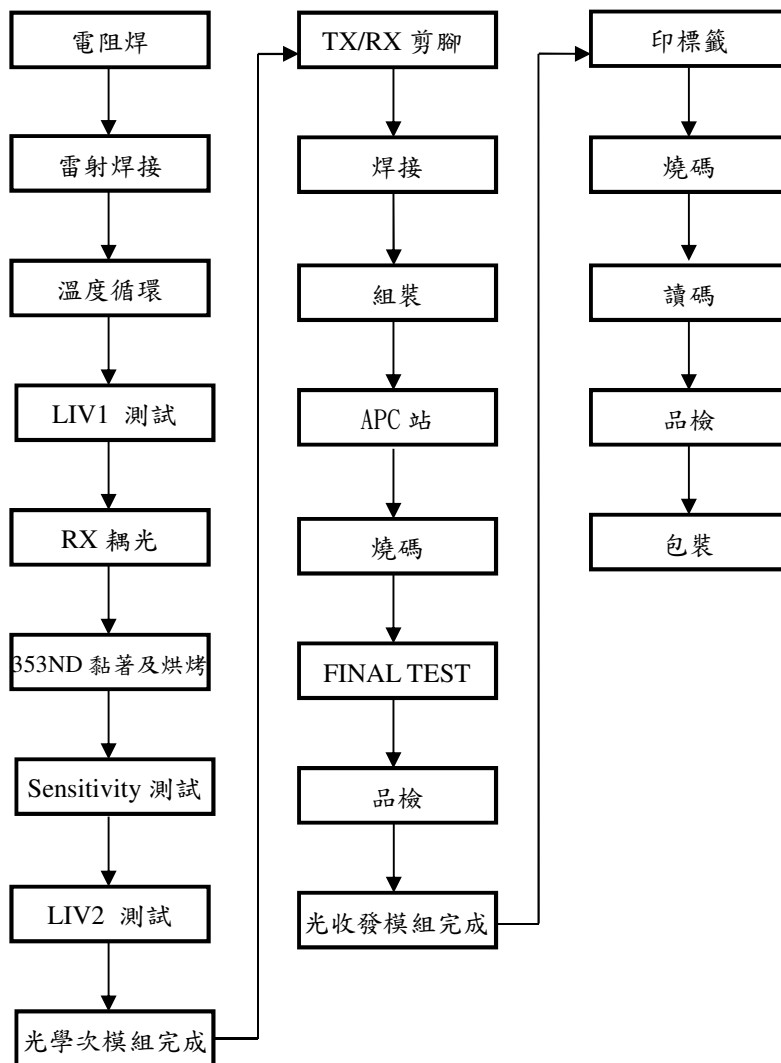 電阻焊
雷射焊接
溫度循環
LIV1 測試
RX 耦光
353ND 黏著及烘烤
Sensitivity 測試
LIV2 測試
光學次模組完成
TX/RX 剪腳
焊接
組裝
APC 站
燒碼
FINAL TEST
品檢
光收發模組完成
印標籤
燒碼
讀碼
品檢
包裝